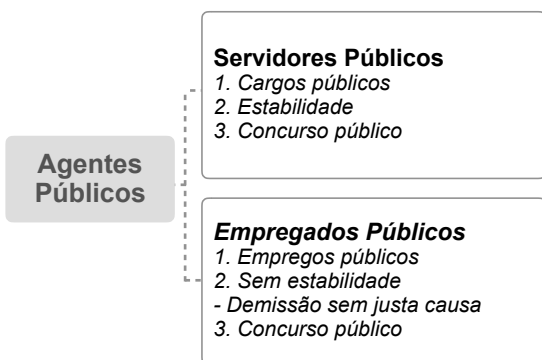 Agentes
Públicos
Servidores Públicos
1. Cargos públicos
2. Estabilidade
3. Concurso público
Empregados Públicos
1. Empregos públicos
2. Sem estabilidade
- Demissão sem justa causa
3. Concurso público